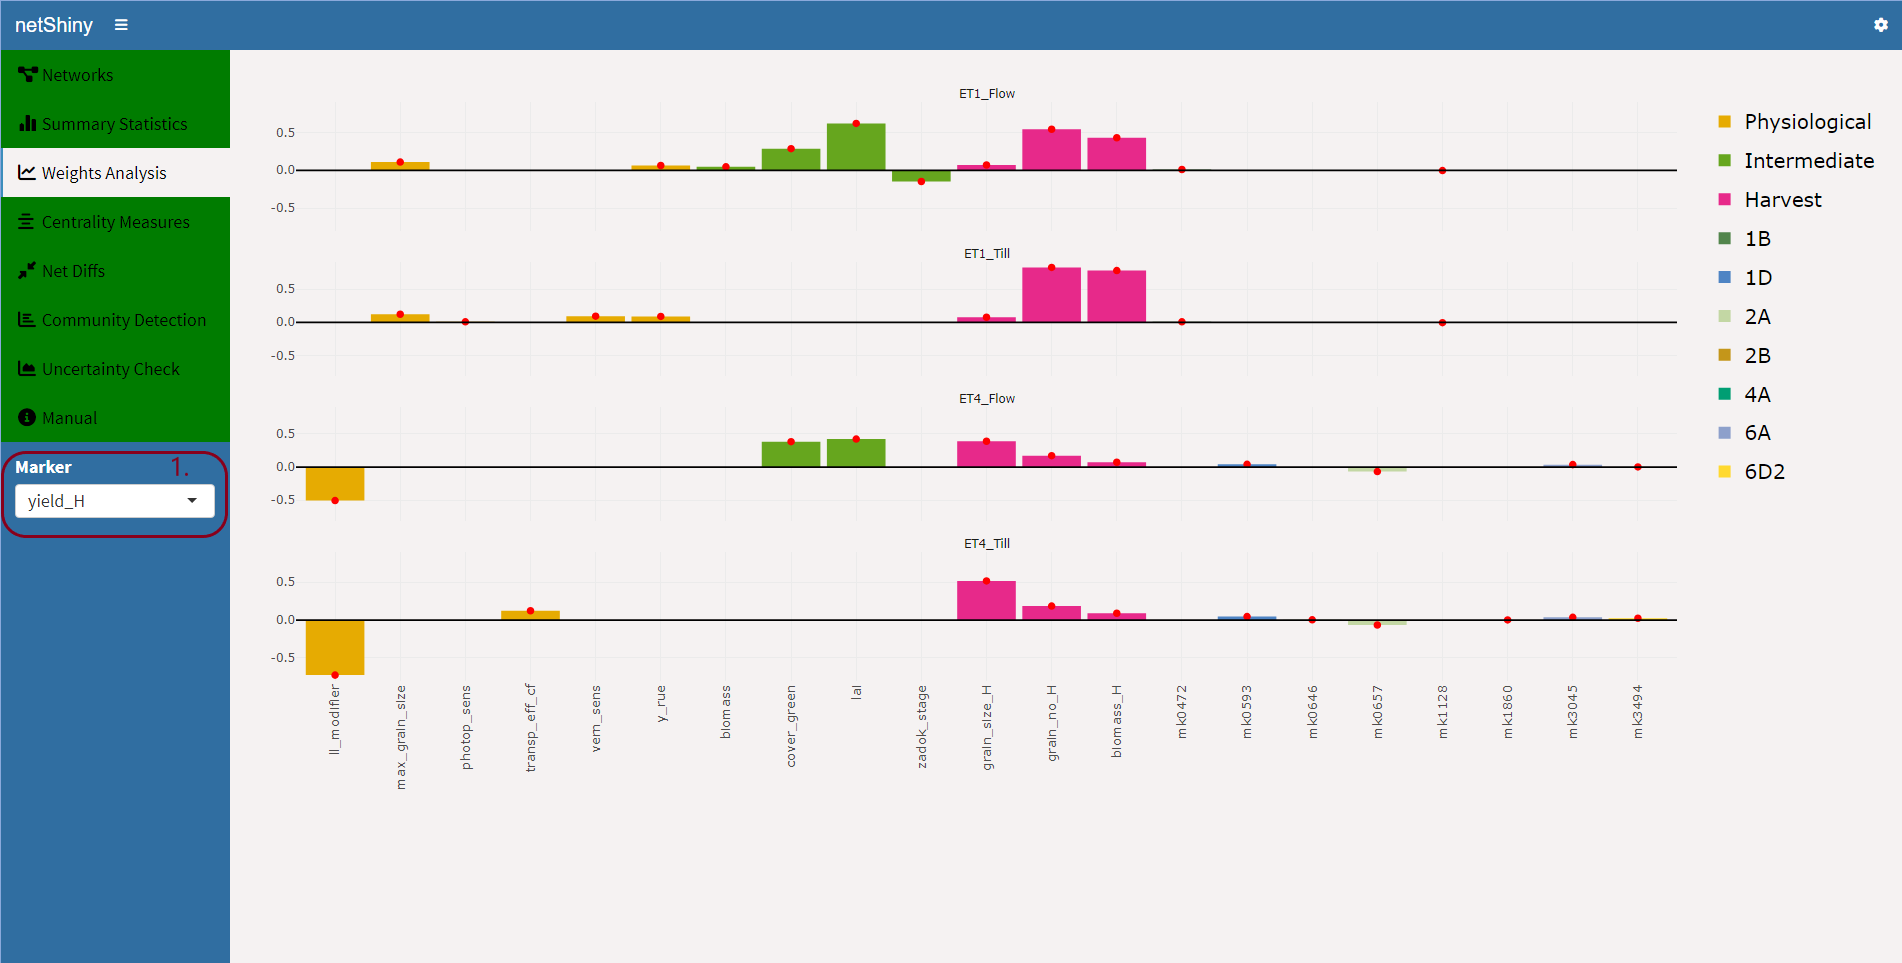 netShiny
Networks
Summary Statistics
Weights Analysis
Centrality Measures
Net Diffs
Community Detection
Uncertainty Check
Manual
Marker 1.
yield_H
ET1_Flow
0.5
0.0
-0.5
ET1_Till
0.5
0.0
-0.5
ET4_Flow
0.5
0.0
-0.5
ET4_Till
0.5
0.0
-0.5
ll_modifier
max_grain_size
photop_sens
transp_eff_cf
vern_sens
y_rue
biomass
cover_green
lai
zadok_stage
grain_size_H
grain_no_H
biomass_H
mk0472
mk0593
mk0646
mk0657
mk1128
mk1860
mk3045
mk3494
Physiological
Intermediate
Harvest
1B
1D
2A
2B
4A
6A
6D2